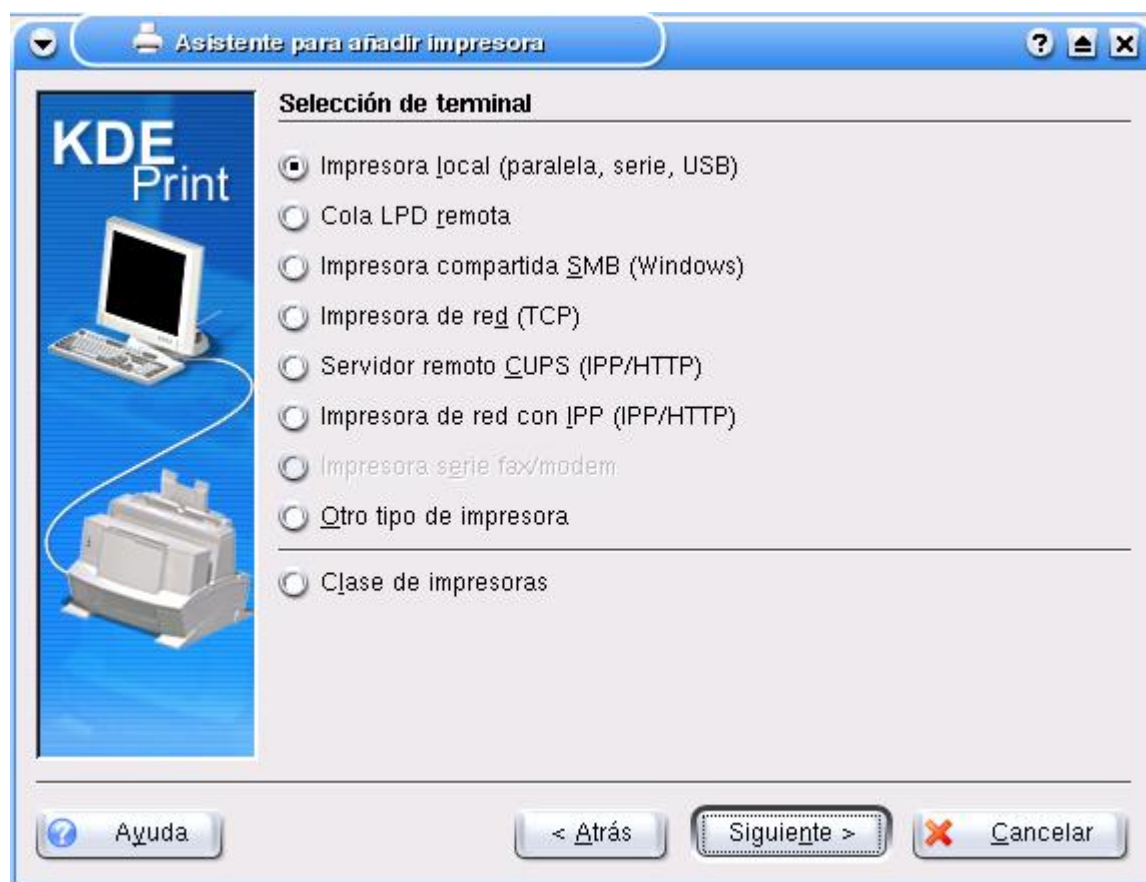 Asistente para añadir impresora
Selección de terminal
KDE
Print
Impresora local (paralela, serie, USB)
Cola LPD remota
Impresora compartida SMB (Windows)
Impresora de red (TCP)
Servidor remoto CUPS (IPP/HTTP)
Impresora de red con IPP (IPP/HTTP)
Impresora serie fax/modem
Otro tipo de impresora
Clase de impresoras
Ayuda
< Atrás
Siguiente >
Cancelar